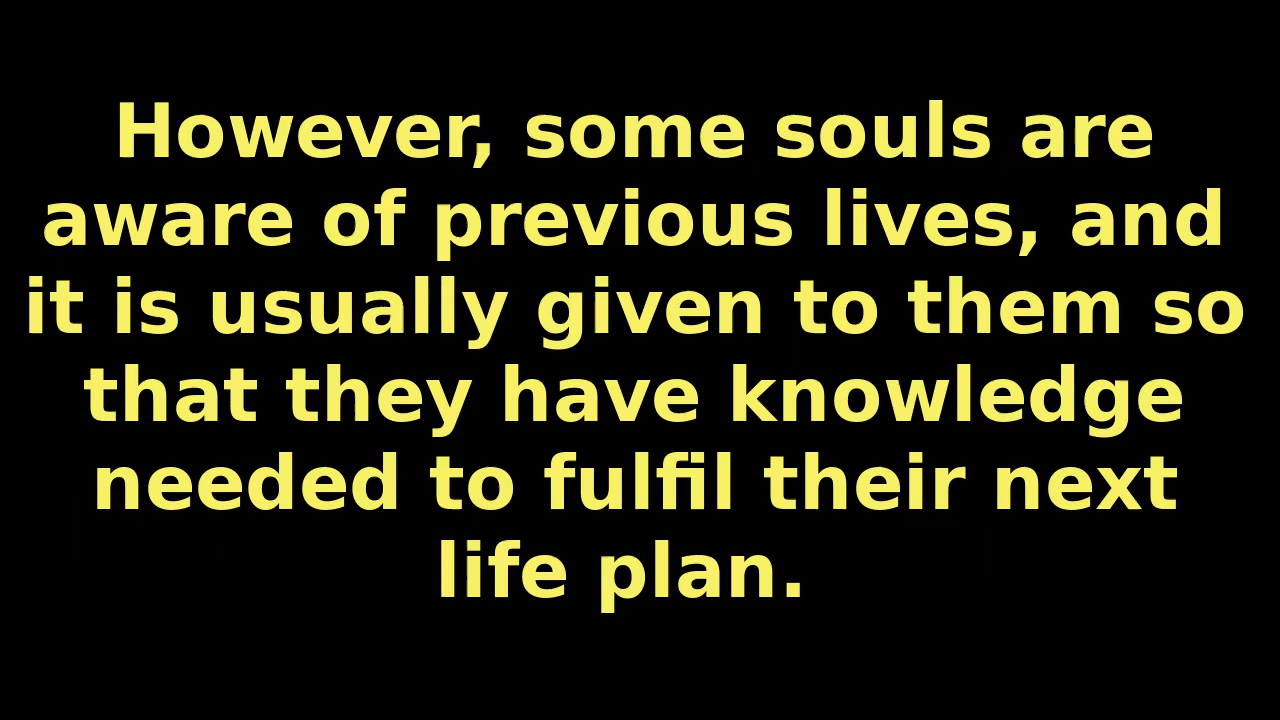 However, some souls are
aware of previous lives, and
it is usually given to them so
that they have knowledge
needed to fulfil their next
life plan.